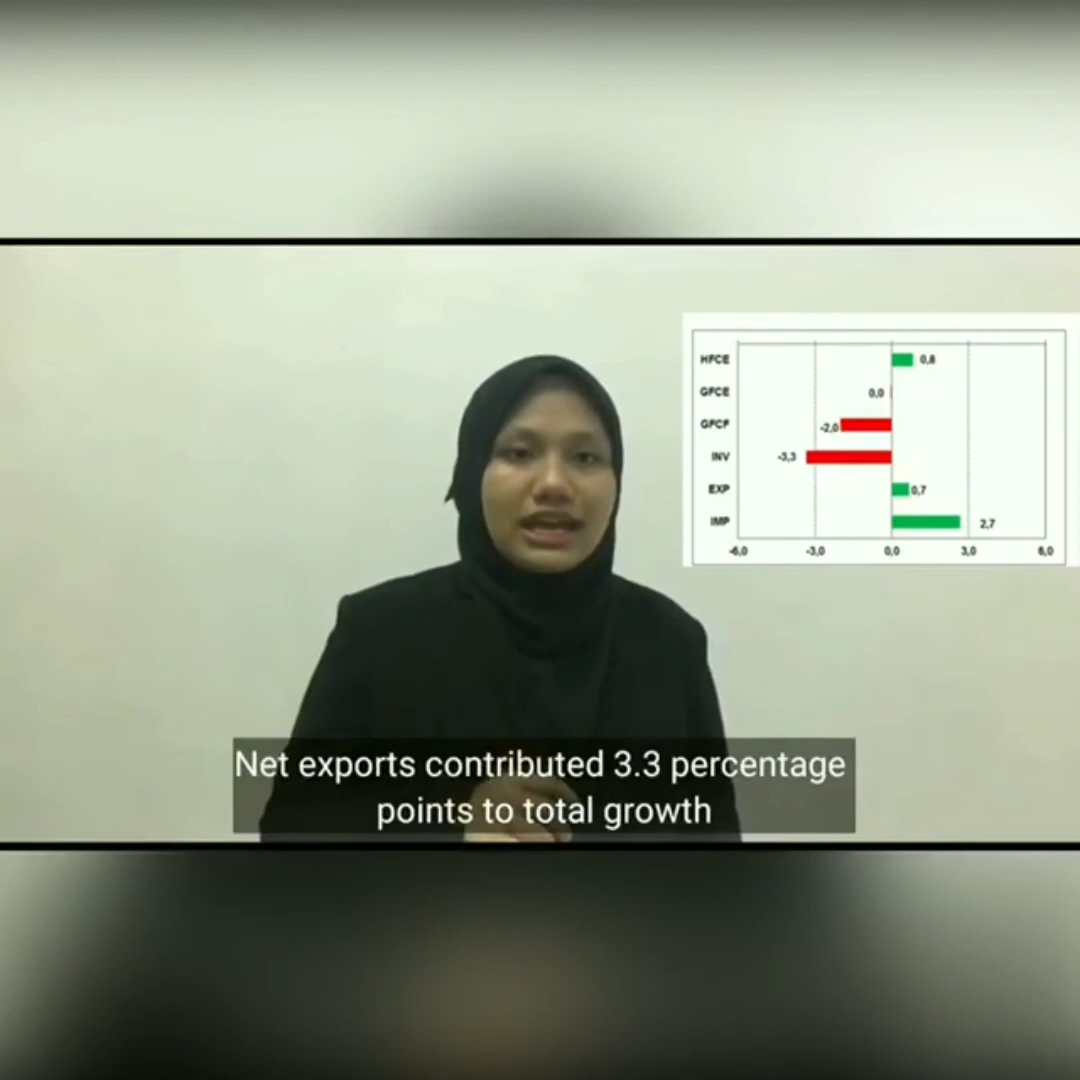 HFCE 0,8
GFCE 0,0
GFCF -2,0
INV -3,3
EXP 0,7
IMP 2,7
-6,0 -3,0 0,0 3,0 6,0
Net exports contributed 3.3 percentage
points to total growth